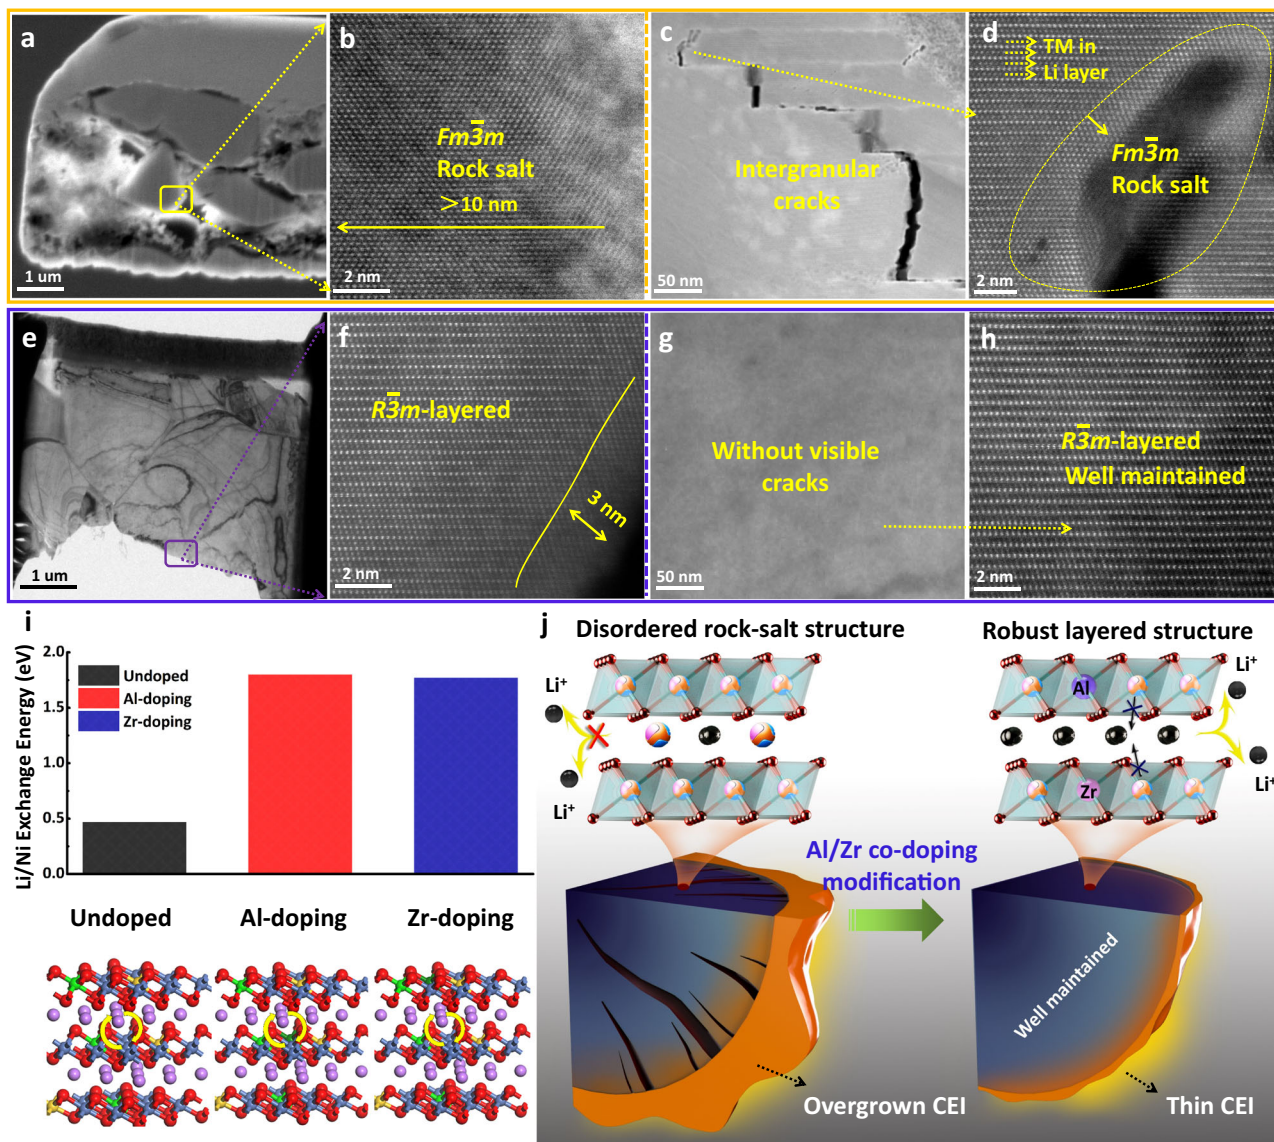 a
1 um
b
Fm3̅m
Rock salt
>10 nm
2 nm
c
Intergranular
cracks
50 nm
d
TM in
Li layer
Fm3̅m
Rock salt
2 nm
e
1 um
f
R3̅m-layered
3 nm
2 nm
g
Without visible
cracks
50 nm
h
R3̅m-layered
Well maintained
2 nm
i
Li/Ni Exchange Energy (eV)
2.0
1.5
1.0
0.5
0.0
Undoped
Al-doping
Zr-doping
Undoped
Al-doping
Zr-doping
j
Disordered rock-salt structure
Li+
Li+
Robust layered structure
Al
Zr
Li+
Li+
Al/Zr co-doping
modification
Well maintained
Overgrown CEI
Thin CEI